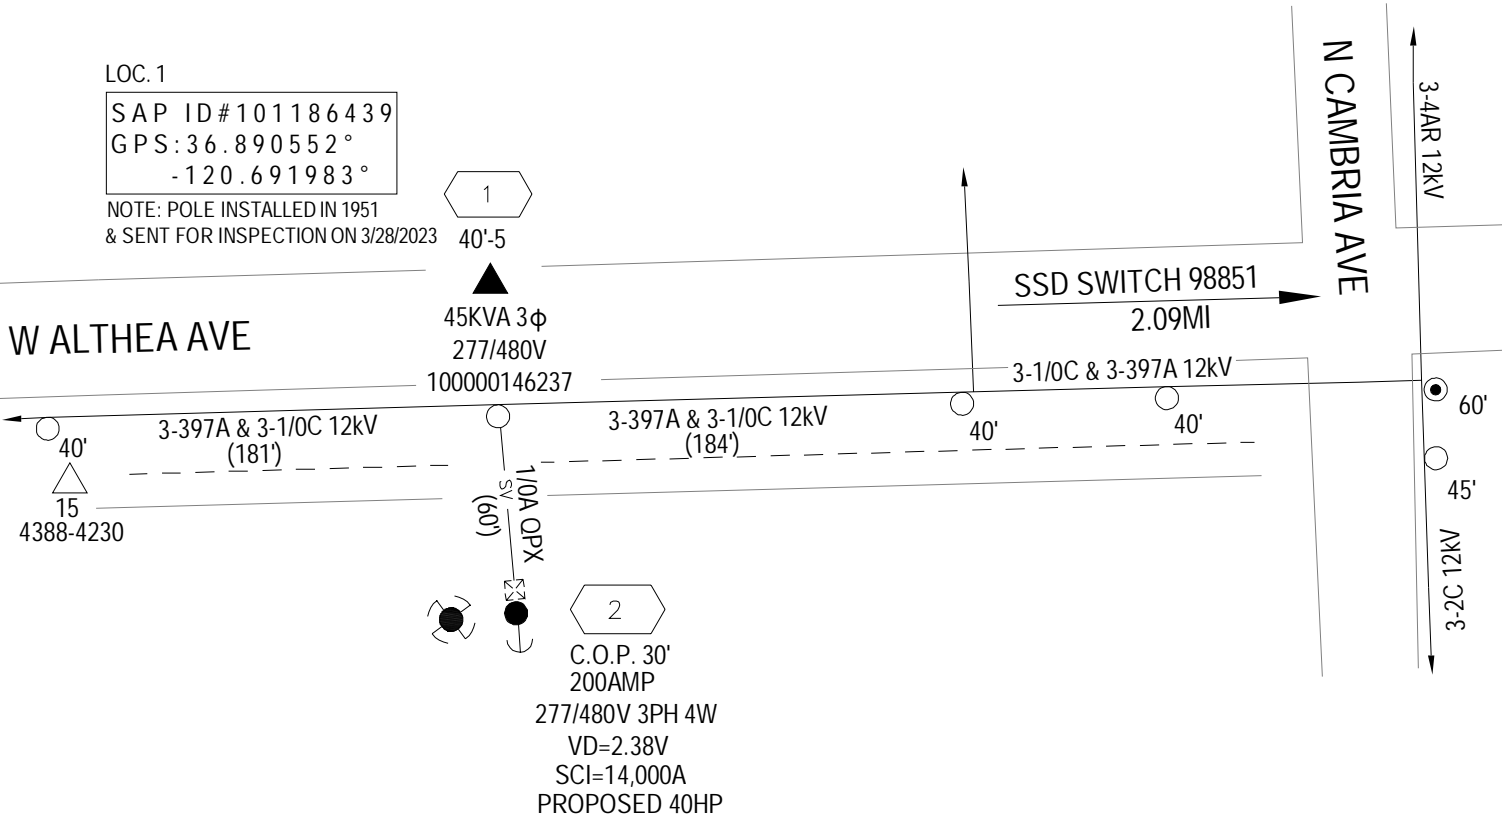 LOC. 1
SAP ID#101186439
GPS:36.890552°
-120.691983°
NOTE: POLE INSTALLED IN 1951
& SENT FOR INSPECTION ON 3/28/2023
1
40'-5
45KVA 3ϕ
277/480V
100000146237
W ALTHEA AVE
N CAMBRIA AVE
3-4AR 12kV
SSD SWITCH 98851
2.09MI
3-1/0C & 3-397A 12kV
3-397A & 3-1/0C 12kV
(181')
3-397A & 3-1/0C 12kV
(184')
40'
40'
40'
60'
45'
15
4388-4230
1/0A QPX
SV
(60')
3-2C 12kV
2
C.O.P. 30'
200AMP
277/480V 3PH 4W
VD=2.38V
SCI=14,000A
PROPOSED 40HP